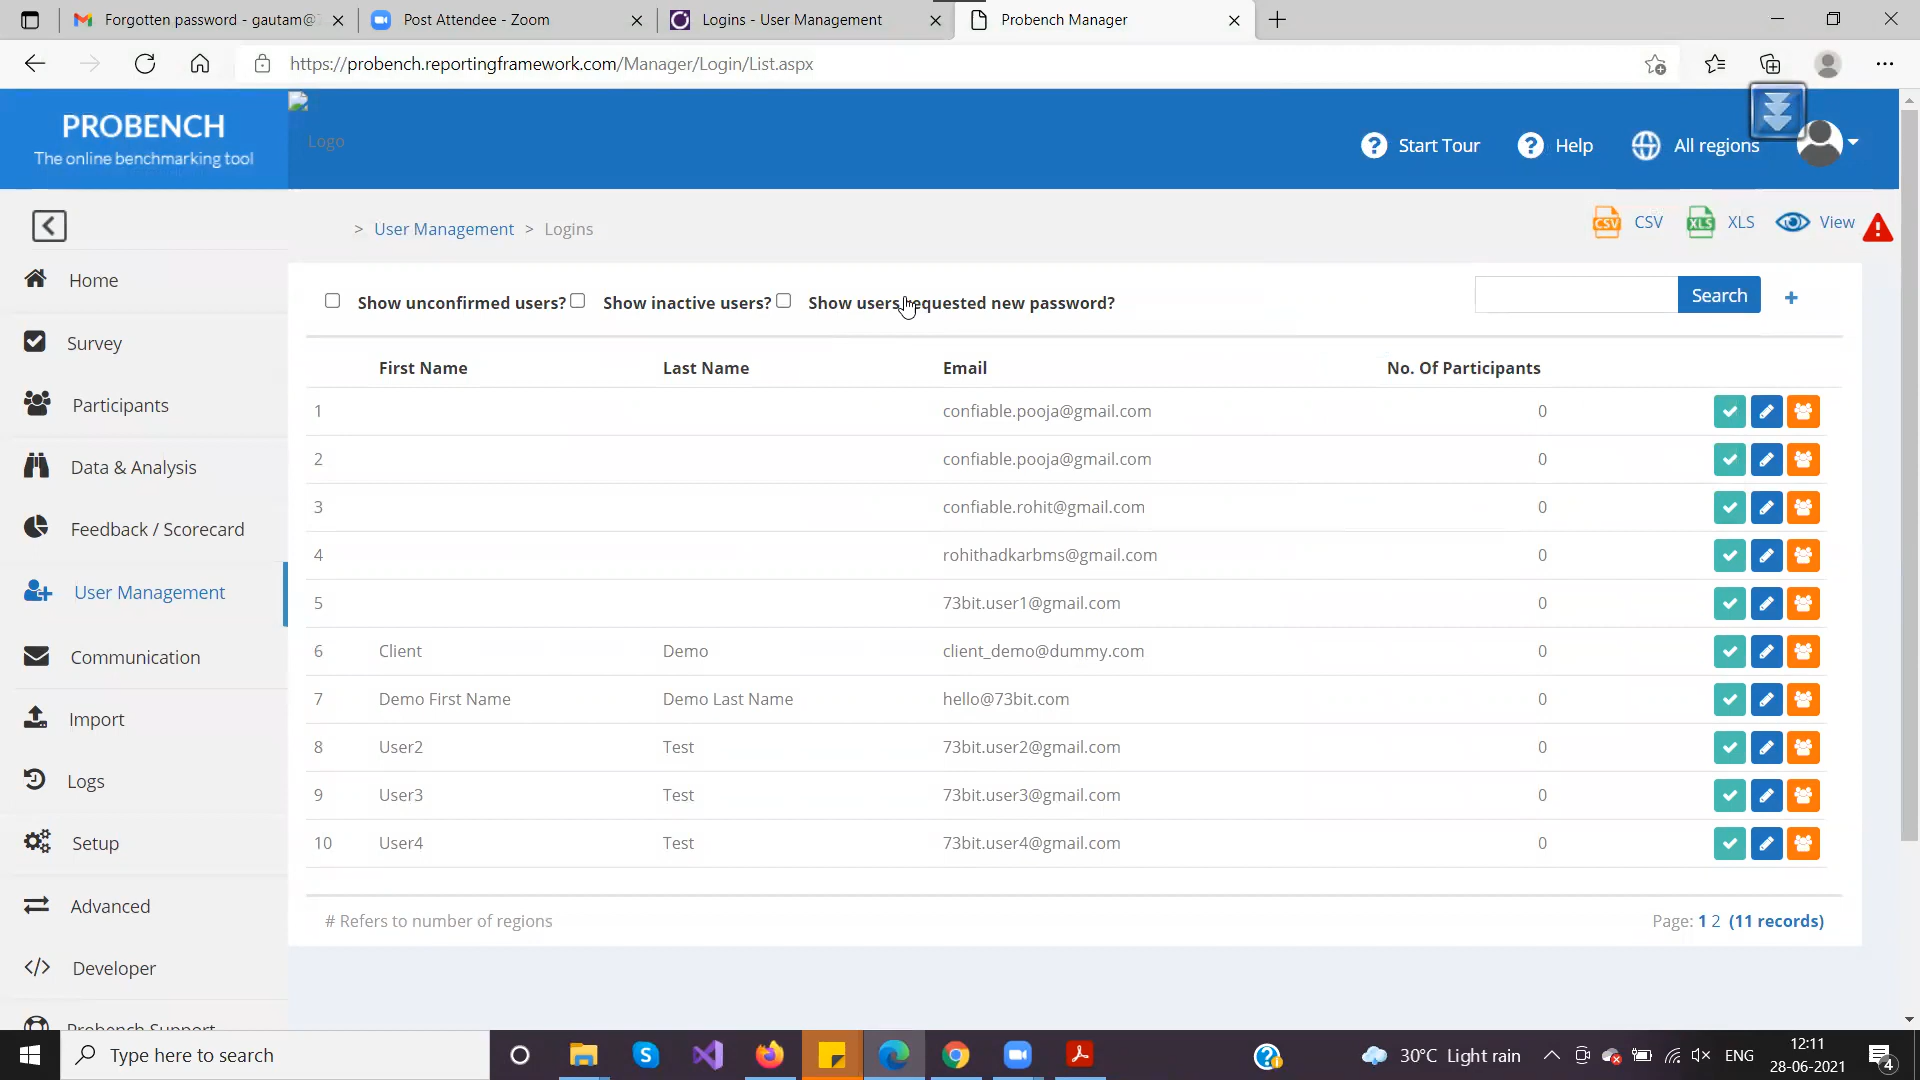 Forgotten password - gautam@
Post Attendee - Zoom
Logins - User Management
Probench Manager
https://probench.reportingframework.com/Manager/Login/List.aspx
PROBENCH
The online benchmarking tool
Logo
Start Tour
Help
All regions
> User Management > Logins
CSV
XLS
View
Home
Survey
Participants
Data & Analysis
Feedback / Scorecard
User Management
Communication
Import
Logs
Setup
Advanced
Developer
Probench Support
Show unconfirmed users? Show inactive users? Show users requested new password?
Search +
First Name Last Name Email No. Of Participants
1 confiable.pooja@gmail.com 0
2 confiable.pooja@gmail.com 0
3 confiable.rohit@gmail.com 0
4 rohithadkarbms@gmail.com 0
5 73bit.user1@gmail.com 0
6 Client Demo client_demo@dummy.com 0
7 Demo First Name Demo Last Name hello@73bit.com 0
8 User2 Test 73bit.user2@gmail.com 0
9 User3 Test 73bit.user3@gmail.com 0
10 User4 Test 73bit.user4@gmail.com 0
# Refers to number of regions
Page: 1 2 (11 records)
Type here to search
30°C Light rain
ENG
12:11
28-06-2021
4